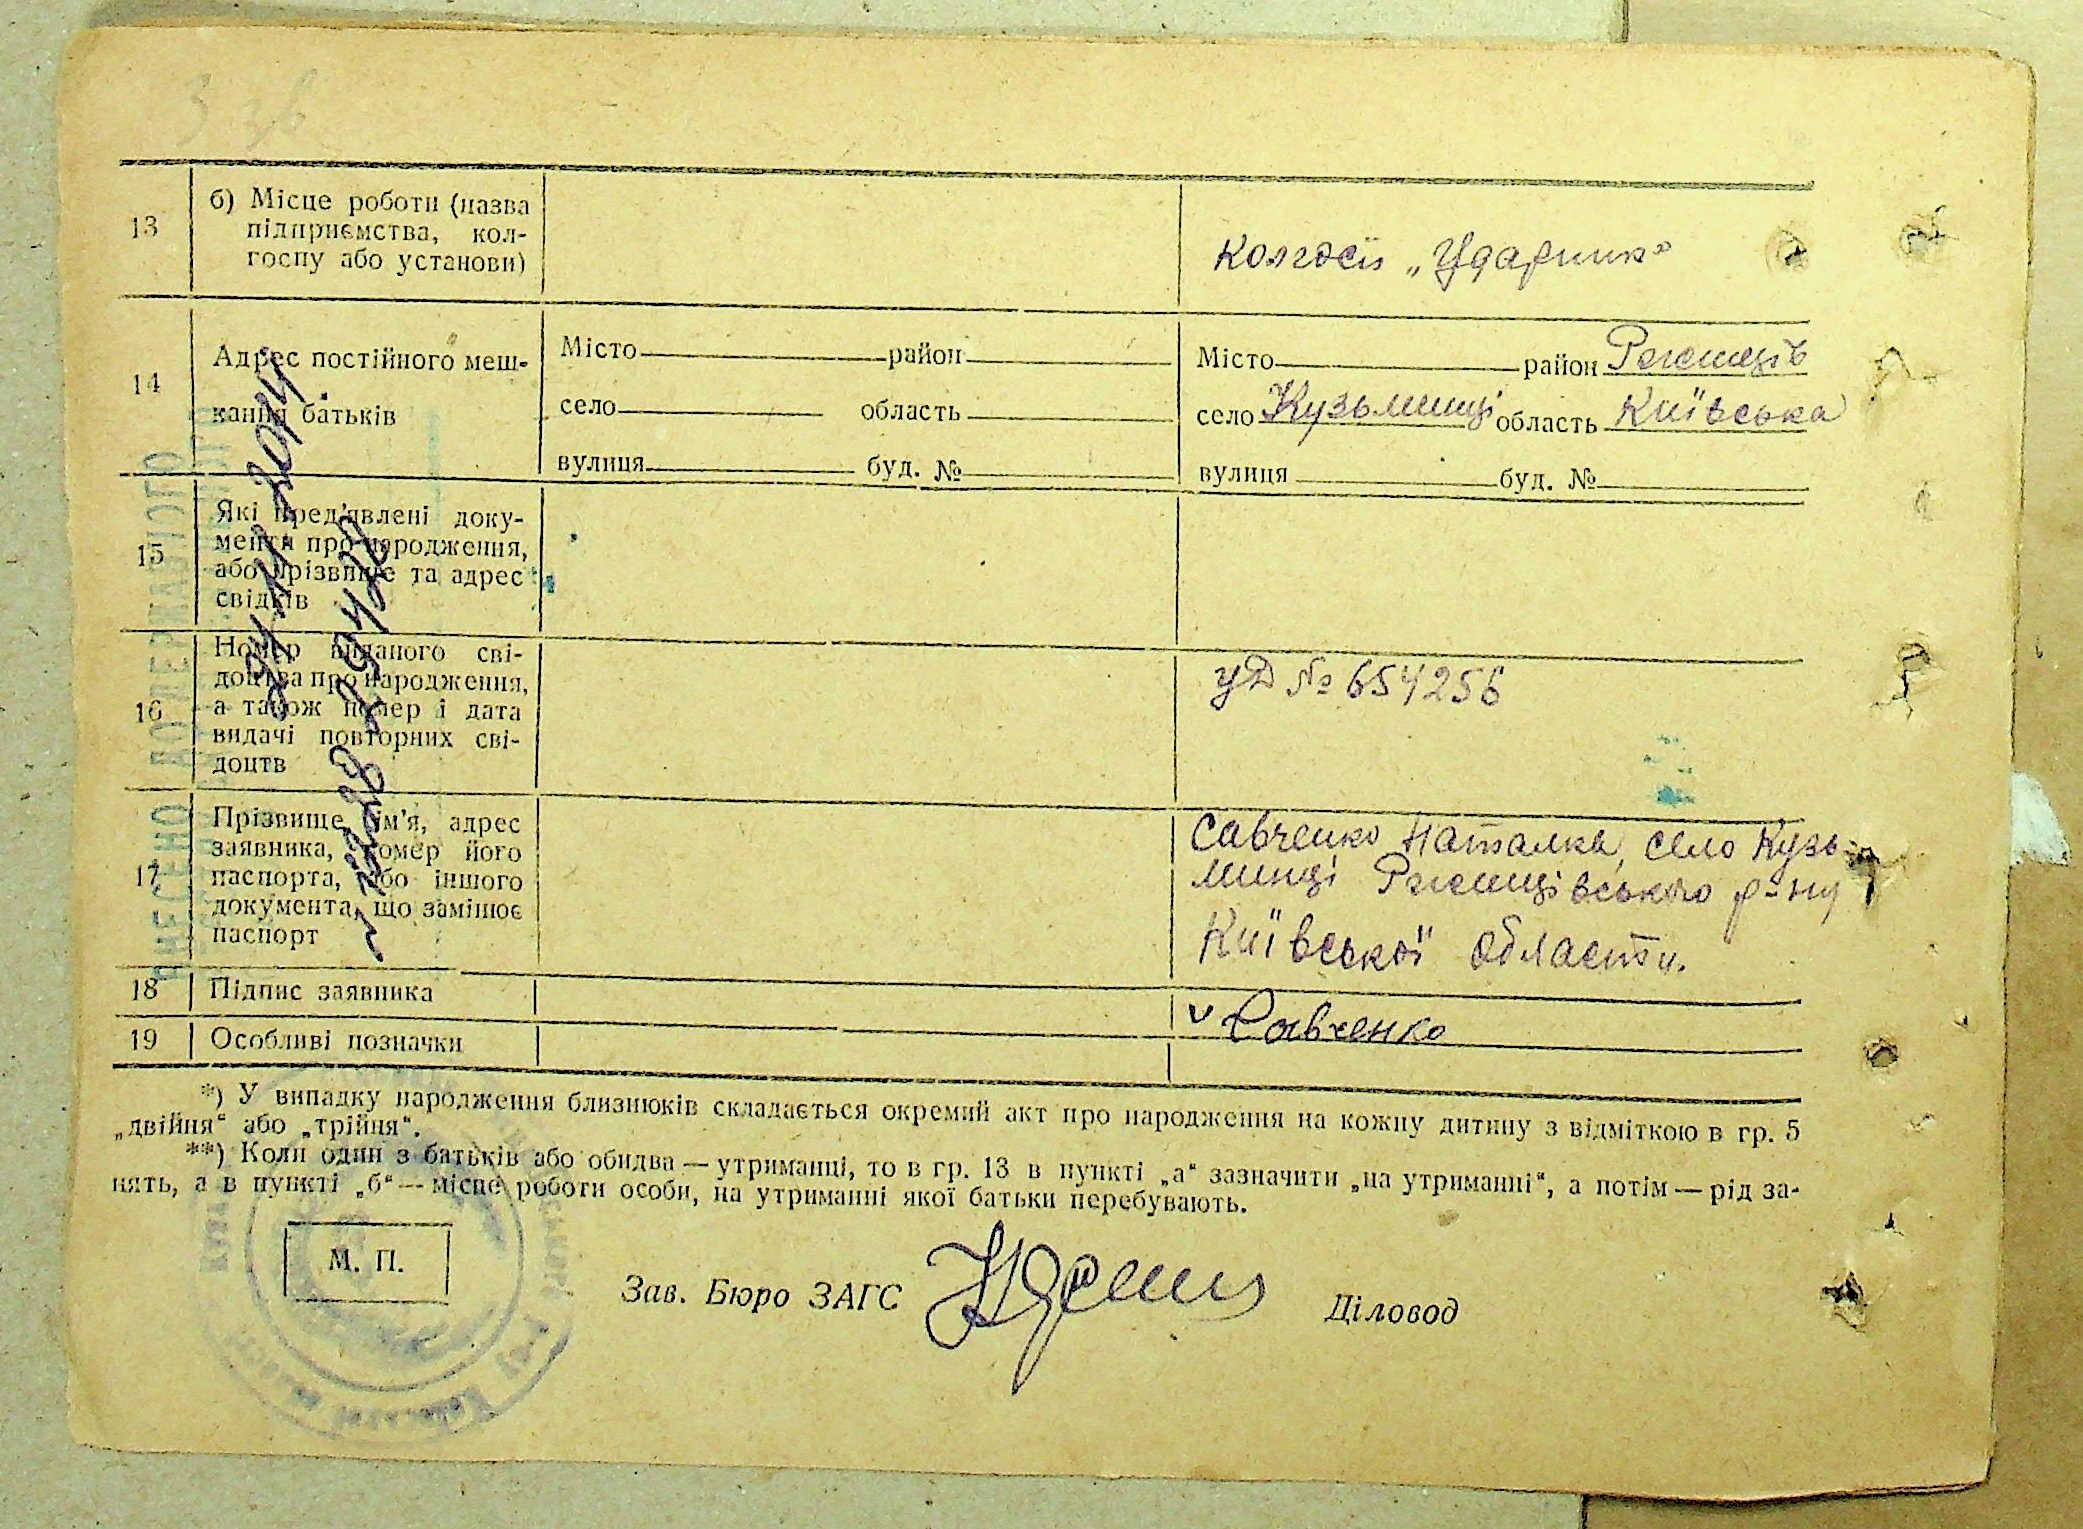 13
б) Місце роботи (назва
підприємства, кол-
госпу або установи)
колгосп „Ударник"
14
Адрес постійного меш-
кання батьків
Місто район
село область
вулиця буд. №
Місто район Ржищів
село Кузьминці область Київська
вулиця буд. №
15
Які пред'явлені доку-
менти про народження,
або прізвище та адрес
свідків
16
Номер виданого сві-
доцтва про народження,
а також номер і дата
видачі повторних сві-
доцтв
УД № 654256
17
Прізвище, ім'я, адрес
заявника, номер його
паспорта, або іншого
документа, що замінює
паспорт
Савченко Наталка, село Кузь-
минці Ржищівського р-ну
Київської области.
18
Підпис заявника
v Савченко
19
Особливі позначки
*) У випадку народження близнюків складається окремий акт про народження на кожну дитину з відміткою в гр. 5
„двійня“ або „трійня“.
**) Коли один з батьків або обидва — утриманці, то в гр. 13 в пункті „а“ зазначити „на утриманні“, а потім — рід за-
нять, а в пункті „б“ — місце роботи особи, на утриманні якої батьки перебувають.
М. П.
Зав. Бюро ЗАГС
Діловод
ВНЕСЕНО ДО ДЕРЖАВНОГО